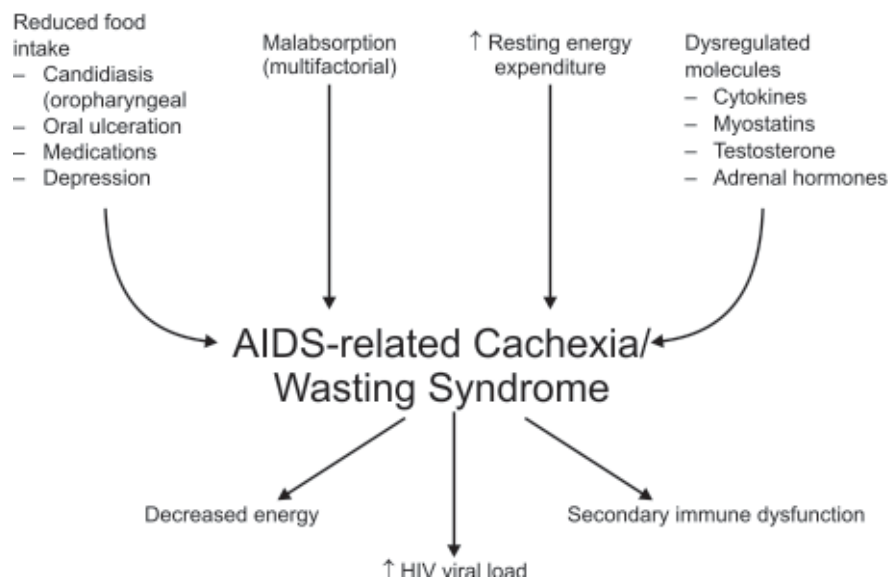 Reduced food
intake
– Candidiasis
(oropharyngeal
– Oral ulceration
– Medications
– Depression
Malabsorption
(multifactorial)
↑ Resting energy
expenditure
Dysregulated
molecules
– Cytokines
– Myostatins
– Testosterone
– Adrenal hormones
AIDS-related Cachexia/
Wasting Syndrome
Decreased energy
↑ HIV viral load
Secondary immune dysfunction